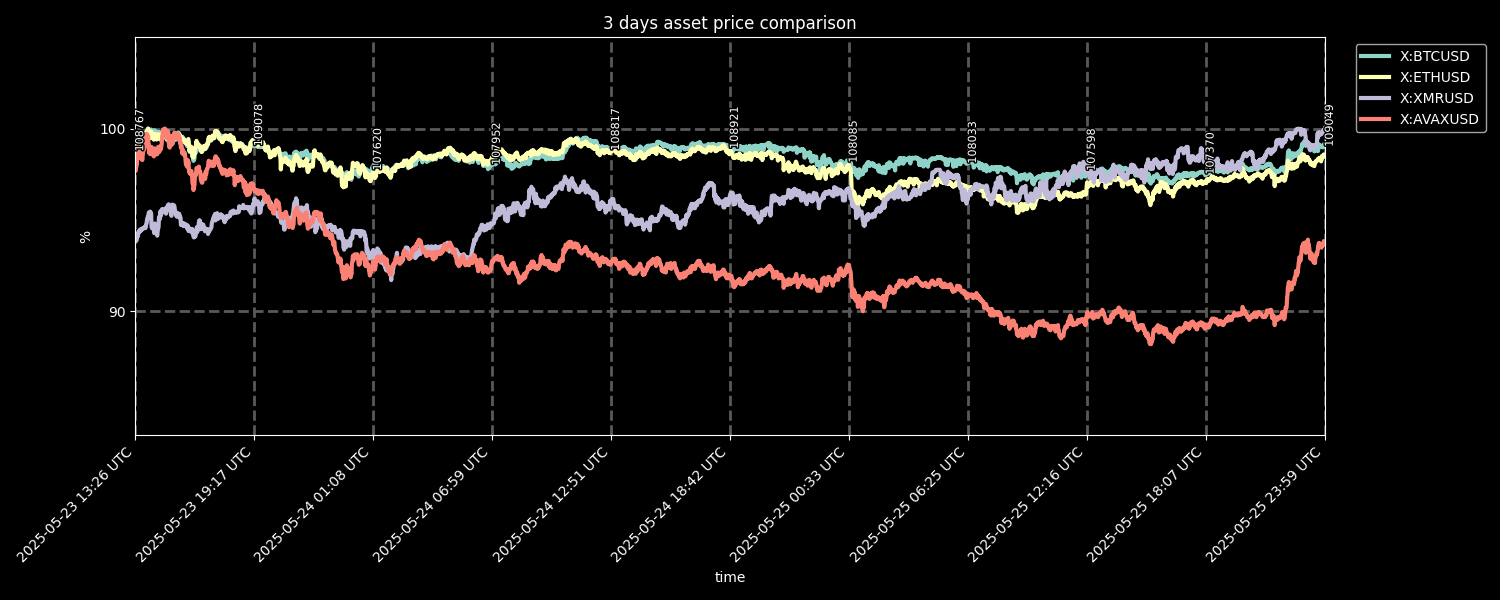 3 days asset price comparison
X:BTCUSD
X:ETHUSD
X:XMRUSD
X:AVAXUSD
100
90
%
108767
109078
107620
107952
108817
108921
108085
108033
107598
107370
109049
2025-05-23 13:26 UTC
2025-05-23 19:17 UTC
2025-05-24 01:08 UTC
2025-05-24 06:59 UTC
2025-05-24 12:51 UTC
2025-05-24 18:42 UTC
2025-05-25 00:33 UTC
2025-05-25 06:25 UTC
2025-05-25 12:16 UTC
2025-05-25 18:07 UTC
2025-05-25 23:59 UTC
time